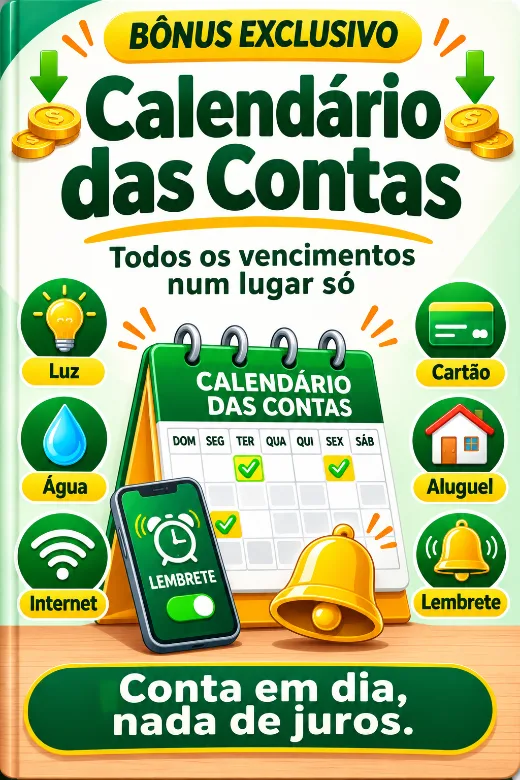 BÔNUS EXCLUSIVO
Calendário
das Contas
Todos os vencimentos
num lugar só
Luz
Água
Internet
Cartão
Aluguel
Lembrete
CALENDÁRIO
DAS CONTAS
DOM SEG TER QUA QUI SEX SÁB
LEMBRETE
Conta em dia,
nada de juros.